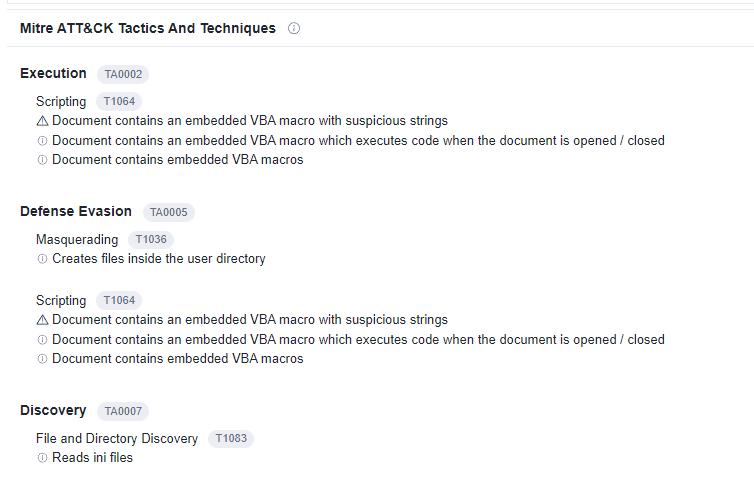 Mitre ATT&CK Tactics And Techniques
Execution TA0002
Scripting T1064
Document contains an embedded VBA macro with suspicious strings
Document contains an embedded VBA macro which executes code when the document is opened / closed
Document contains embedded VBA macros
Defense Evasion TA0005
Masquerading T1036
Creates files inside the user directory
Scripting T1064
Document contains an embedded VBA macro with suspicious strings
Document contains an embedded VBA macro which executes code when the document is opened / closed
Document contains embedded VBA macros
Discovery TA0007
File and Directory Discovery T1083
Reads ini files